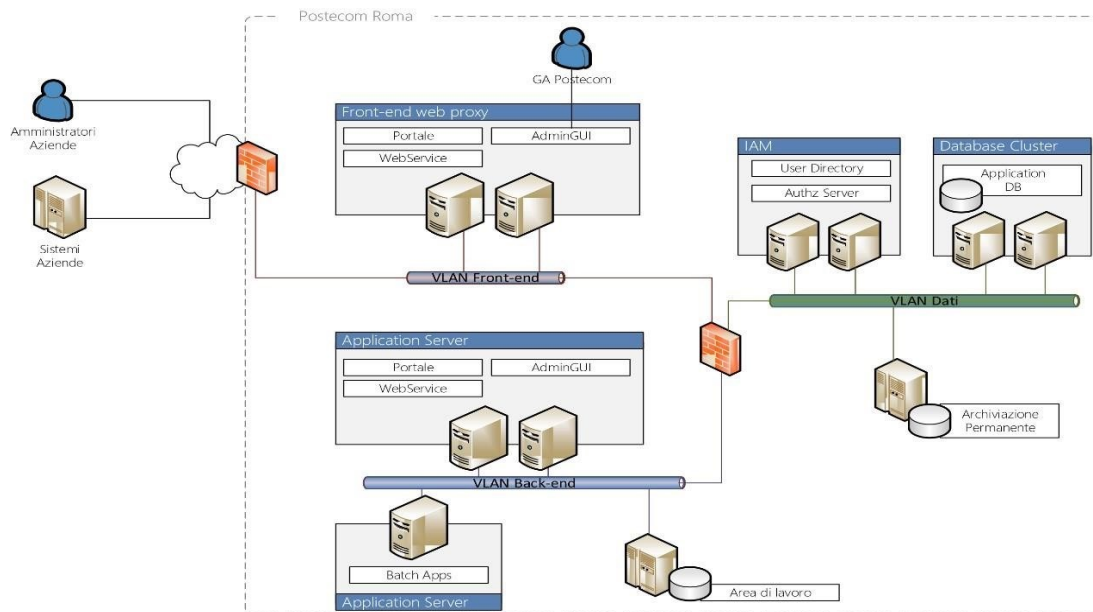 Postecom Roma
GA Postecom
Amministratori
Aziende
Sistemi
Aziende
Front-end web proxy
Portale
AdminGUI
WebService
VLAN Front-end
IAM
User Directory
Authz Server
Database Cluster
Application
DB
VLAN Dati
Application Server
Portale
AdminGUI
WebService
Archiviazione
Permanente
VLAN Back-end
Batch Apps
Application Server
Area di lavoro